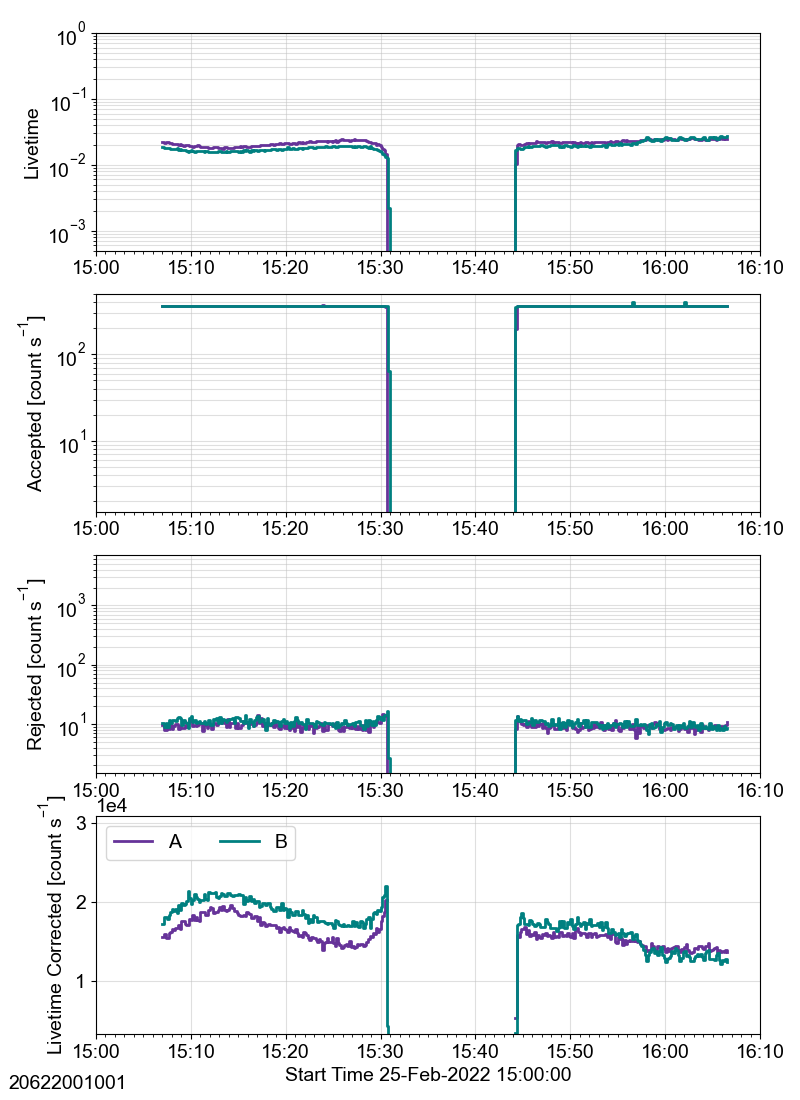 10^0
10^−1
10^−2
10^−3
Livetime
15:00 15:10 15:20 15:30 15:40 15:50 16:00 16:10
10^2
10^1
Accepted [count s^−1]
15:00 15:10 15:20 15:30 15:40 15:50 16:00 16:10
10^3
10^2
10^1
Rejected [count s^−1]
15:00 15:10 15:20 15:30 15:40 15:50 16:00 16:10
1e4
3
2
1
Livetime Corrected [count s^−1]
A B
15:00 15:10 15:20 15:30 15:40 15:50 16:00 16:10
Start Time 25-Feb-2022 15:00:00
20622001001